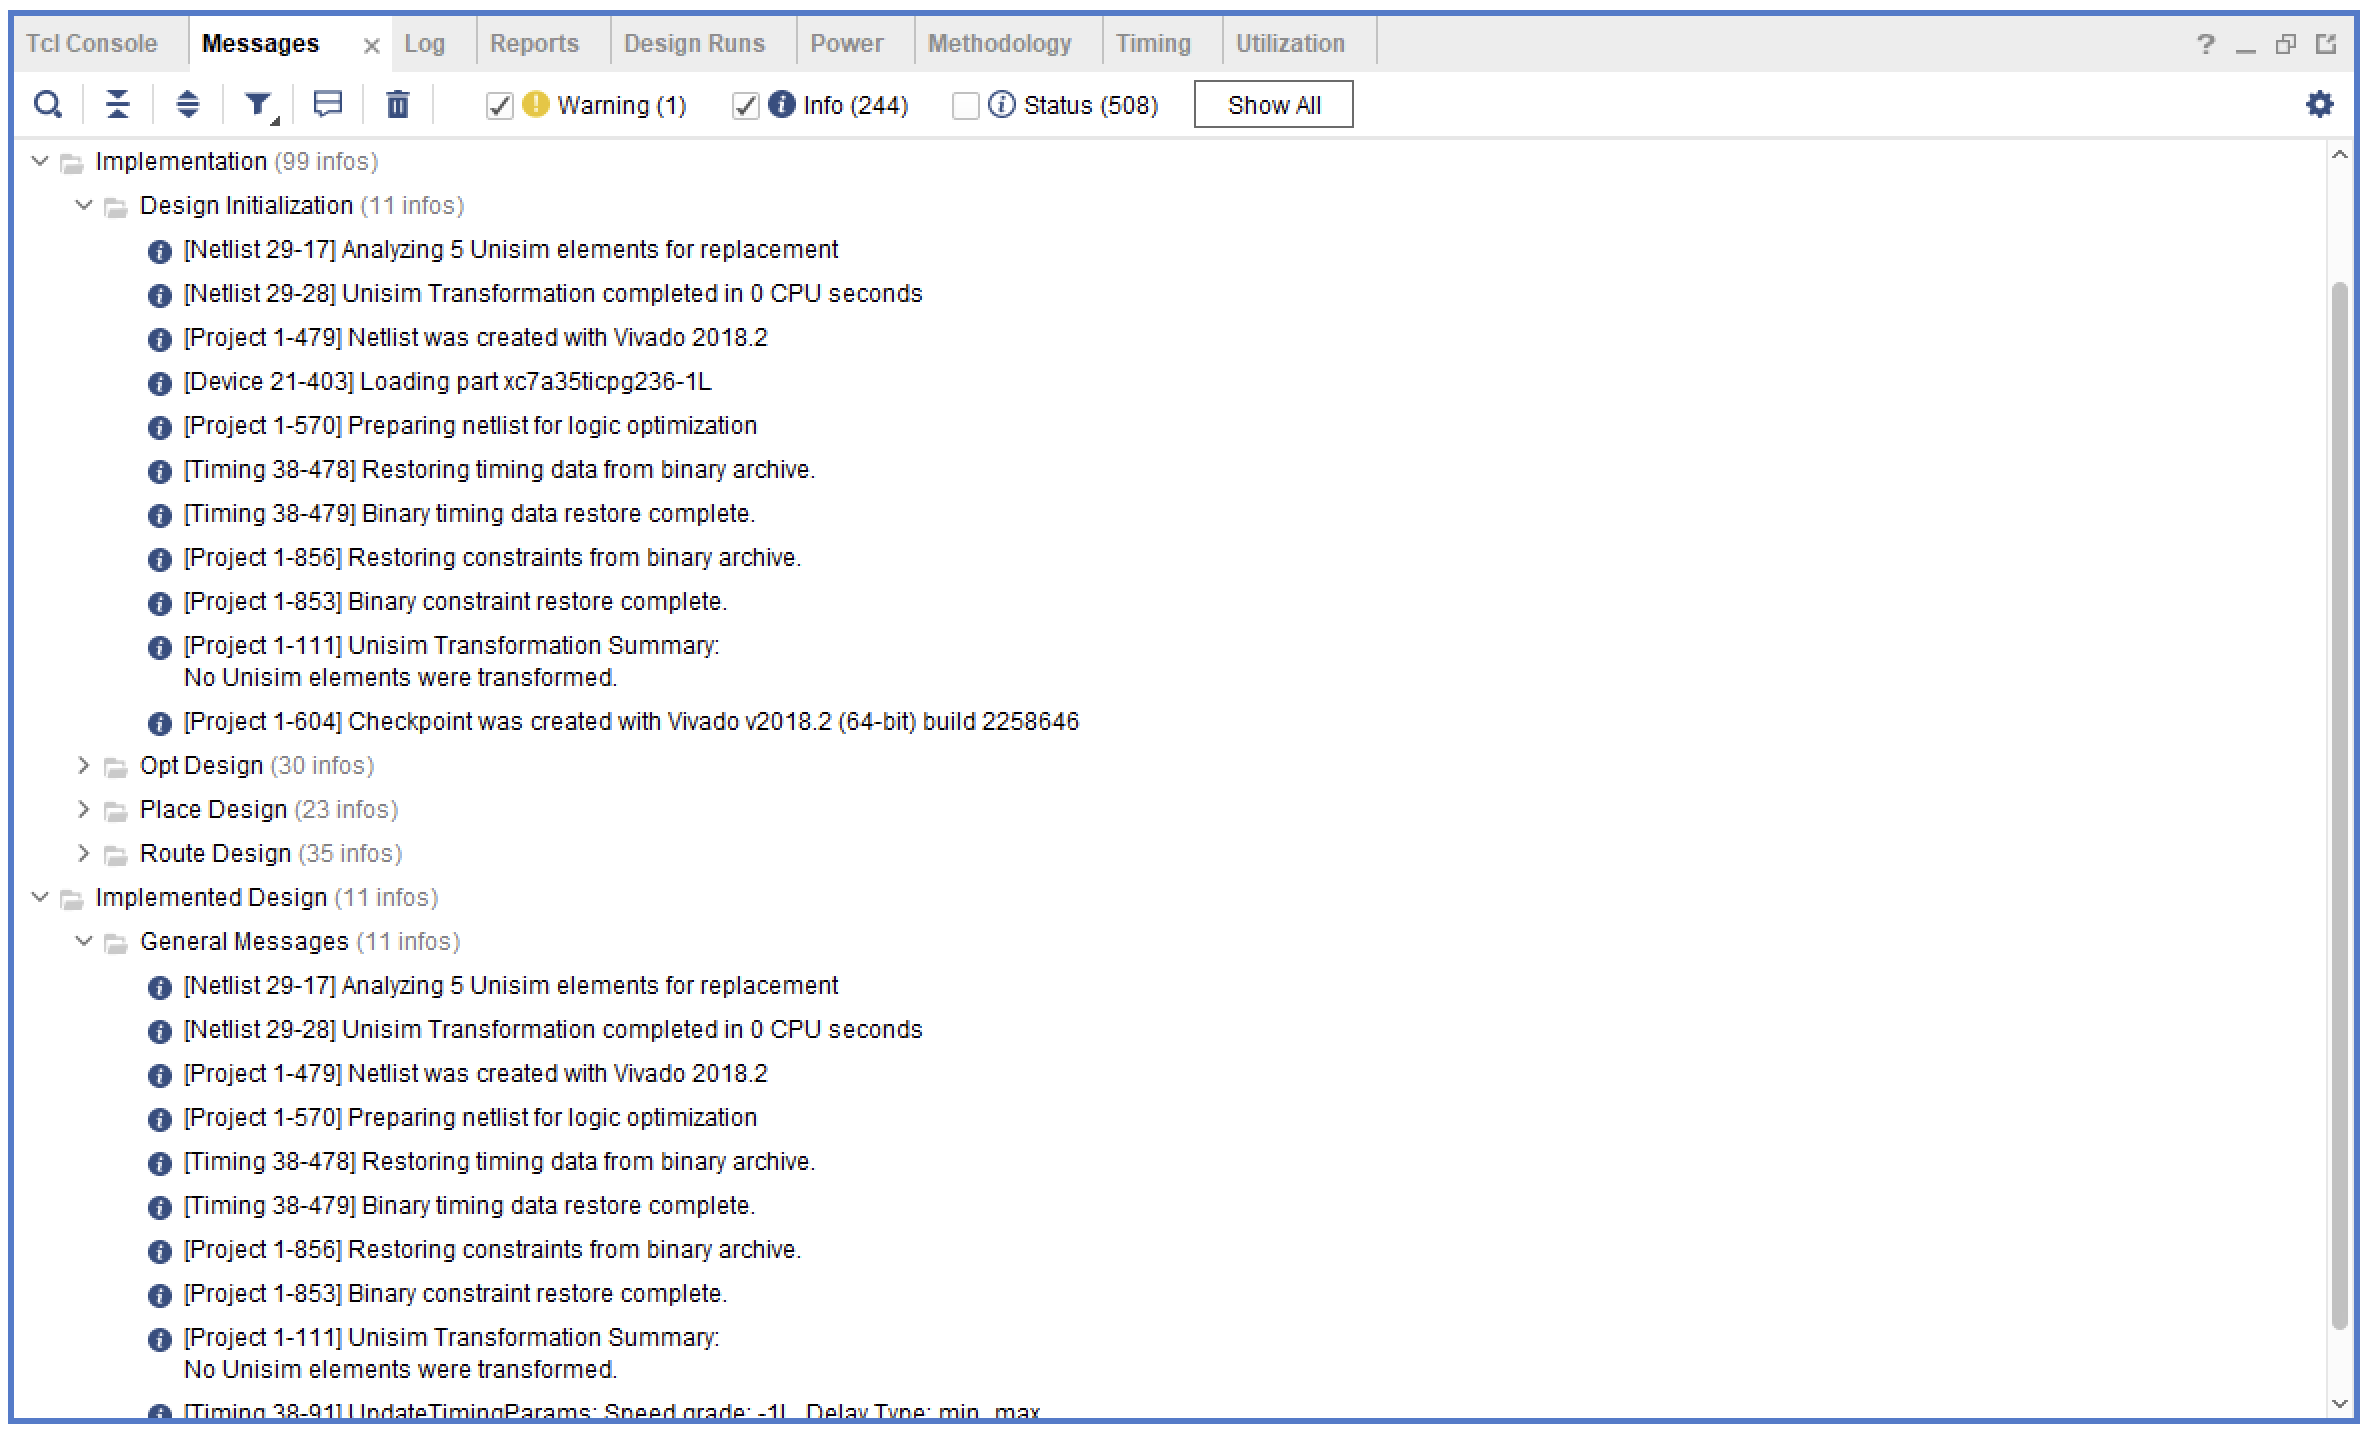 Tcl Console Messages × Log Reports Design Runs Power Methodology Timing Utilization ?
Warning (1) Info (244) Status (508) Show All
Implementation (99 infos)
Design Initialization (11 infos)
[Netlist 29-17] Analyzing 5 Unisim elements for replacement
[Netlist 29-28] Unisim Transformation completed in 0 CPU seconds
[Project 1-479] Netlist was created with Vivado 2018.2
[Device 21-403] Loading part xc7a35ticpg236-1L
[Project 1-570] Preparing netlist for logic optimization
[Timing 38-478] Restoring timing data from binary archive.
[Timing 38-479] Binary timing data restore complete.
[Project 1-856] Restoring constraints from binary archive.
[Project 1-853] Binary constraint restore complete.
[Project 1-111] Unisim Transformation Summary:
No Unisim elements were transformed.
[Project 1-604] Checkpoint was created with Vivado v2018.2 (64-bit) build 2258646
Opt Design (30 infos)
Place Design (23 infos)
Route Design (35 infos)
Implemented Design (11 infos)
General Messages (11 infos)
[Netlist 29-17] Analyzing 5 Unisim elements for replacement
[Netlist 29-28] Unisim Transformation completed in 0 CPU seconds
[Project 1-479] Netlist was created with Vivado 2018.2
[Project 1-570] Preparing netlist for logic optimization
[Timing 38-478] Restoring timing data from binary archive.
[Timing 38-479] Binary timing data restore complete.
[Project 1-856] Restoring constraints from binary archive.
[Project 1-853] Binary constraint restore complete.
[Project 1-111] Unisim Transformation Summary:
No Unisim elements were transformed.
[Timing 38-91] UpdateTimingParams: Speed grade: -1L, Delay Type: min_max.